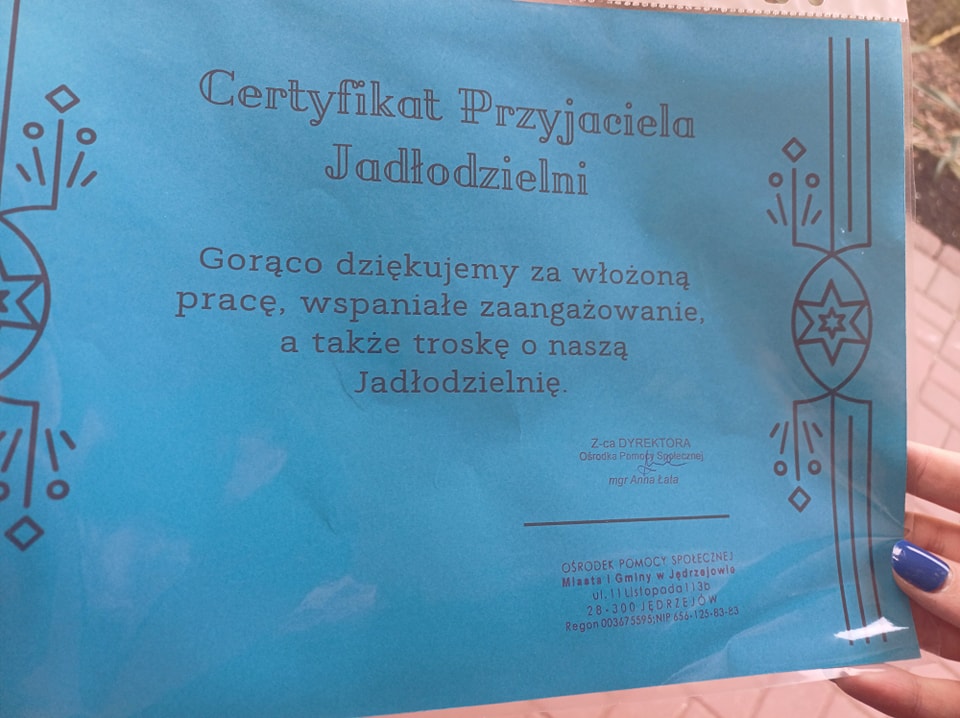 Certyfikat Przyjaciela
Jadłodzielni
Gorąco dziękujemy za włożoną
pracę, wspaniałe zaangażowanie,
a także troskę o naszą
Jadłodzielnię.
Z-ca DYREKTORA
Ośrodka Pomocy Społecznej
mgr Anna Łata
OŚRODEK POMOCY SPOŁECZNEJ
Miasta i Gminy w Jędrzejowie
ul. 11 Listopada 113b
28-300 JĘDRZEJÓW
Regon 003675595; NIP 656-125-83-83